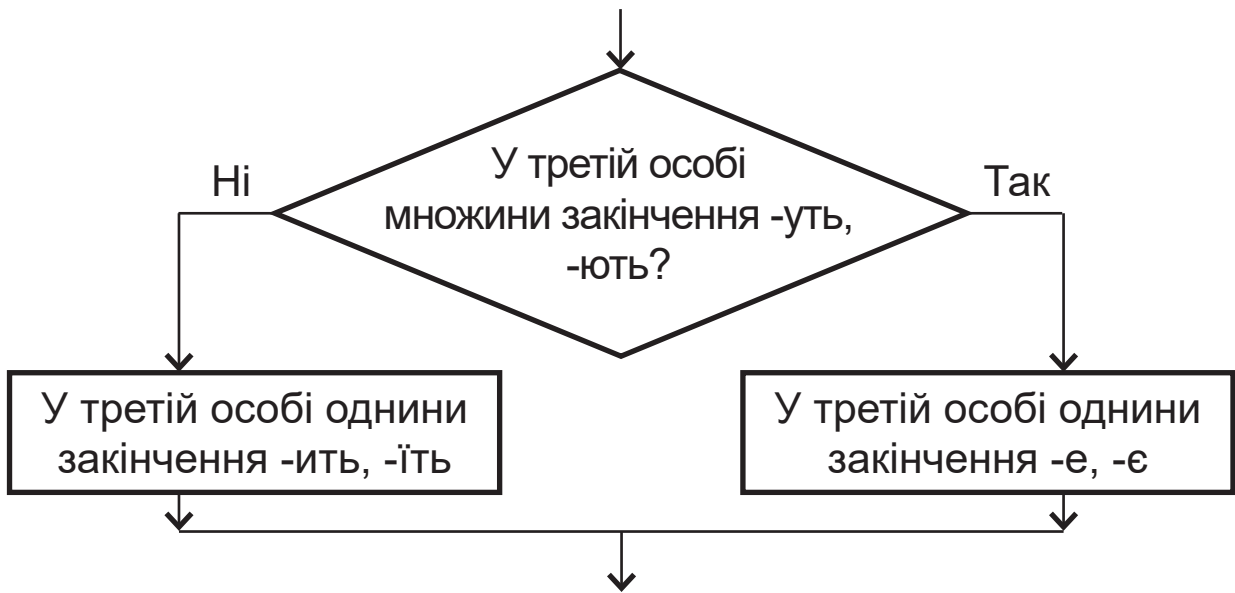 У третій особі
множини закінчення -уть,
-ють?
Ні
Так
У третій особі однини
закінчення -ить, -їть
У третій особі однини
закінчення -е, -є